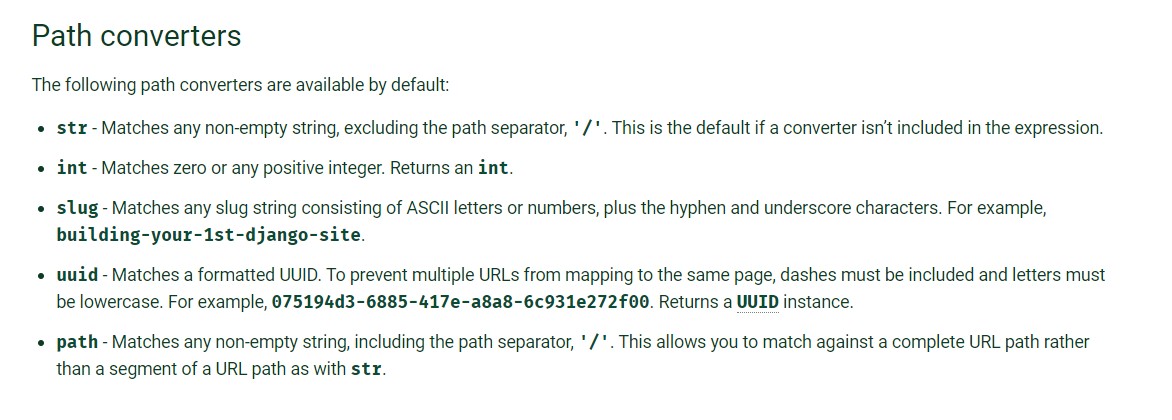 Path converters
The following path converters are available by default:
• str - Matches any non-empty string, excluding the path separator, '/'. This is the default if a converter isn’t included in the expression.
• int - Matches zero or any positive integer. Returns an int.
• slug - Matches any slug string consisting of ASCII letters or numbers, plus the hyphen and underscore characters. For example,
building-your-1st-django-site.
• uuid - Matches a formatted UUID. To prevent multiple URLs from mapping to the same page, dashes must be included and letters must
be lowercase. For example, 075194d3-6885-417e-a8a8-6c931e272f00. Returns a UUID instance.
• path - Matches any non-empty string, including the path separator, '/'. This allows you to match against a complete URL path rather
than a segment of a URL path as with str.